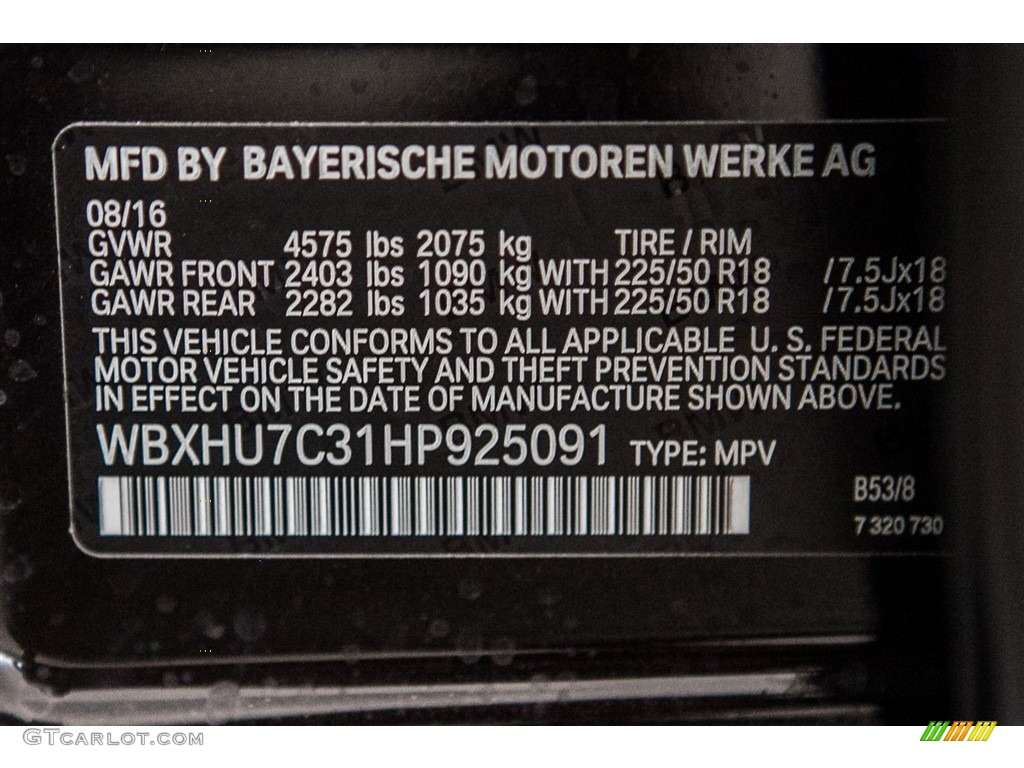 MFD BY BAYERISCHE MOTOREN WERKE AG
08/16
GVWR 4575 lbs 2075 kg TIRE / RIM
GAWR FRONT 2403 lbs 1090 kg WITH 225/50 R18 /7.5Jx18
GAWR REAR 2282 lbs 1035 kg WITH 225/50 R18 /7.5Jx18
THIS VEHICLE CONFORMS TO ALL APPLICABLE U. S. FEDERAL
MOTOR VEHICLE SAFETY AND THEFT PREVENTION STANDARDS
IN EFFECT ON THE DATE OF MANUFACTURE SHOWN ABOVE.
WBXHU7C31HP925091 TYPE: MPV
B53/8
7 320 730
GTCARLOT.COM